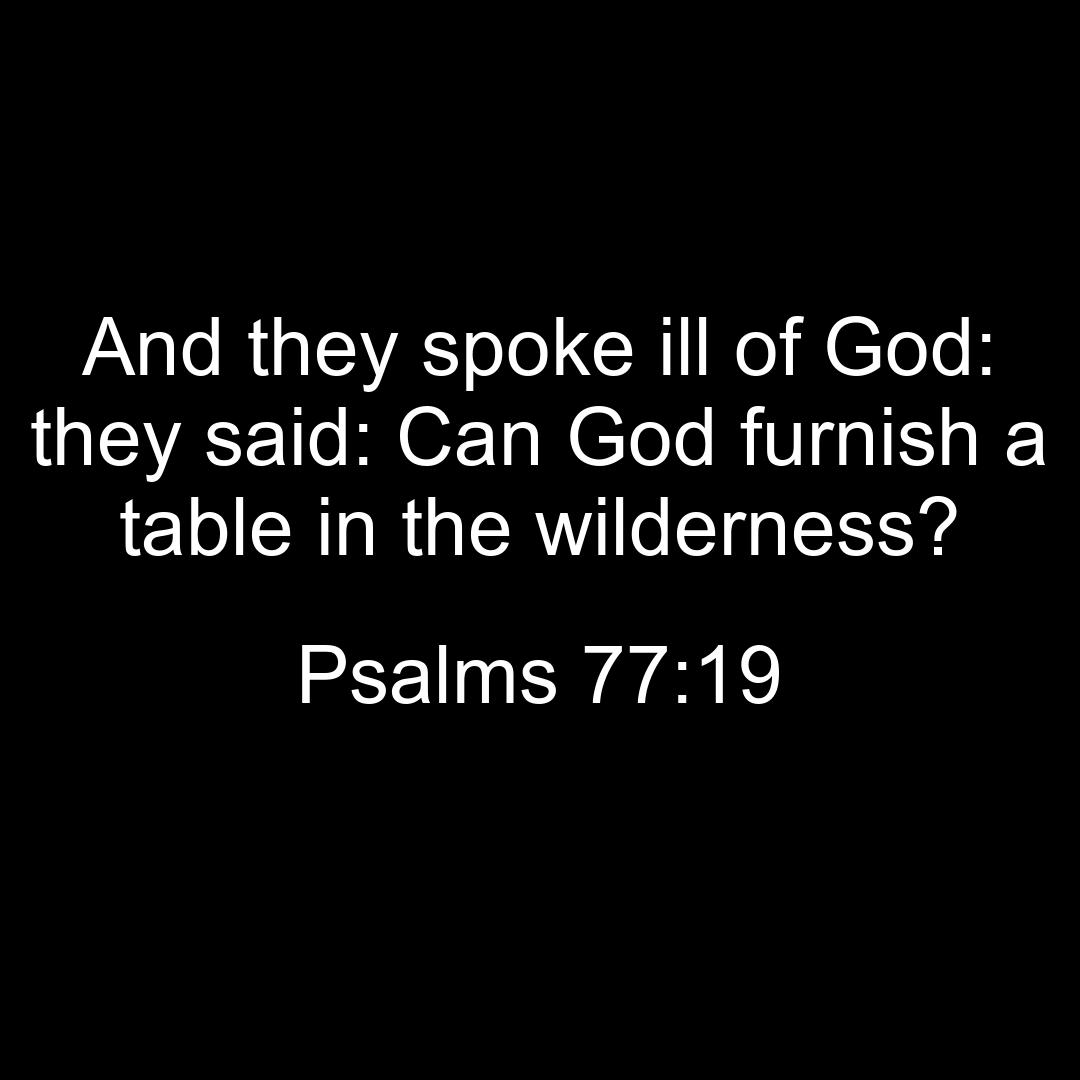 And they spoke ill of God:
they said: Can God furnish a
table in the wilderness?
Psalms 77:19